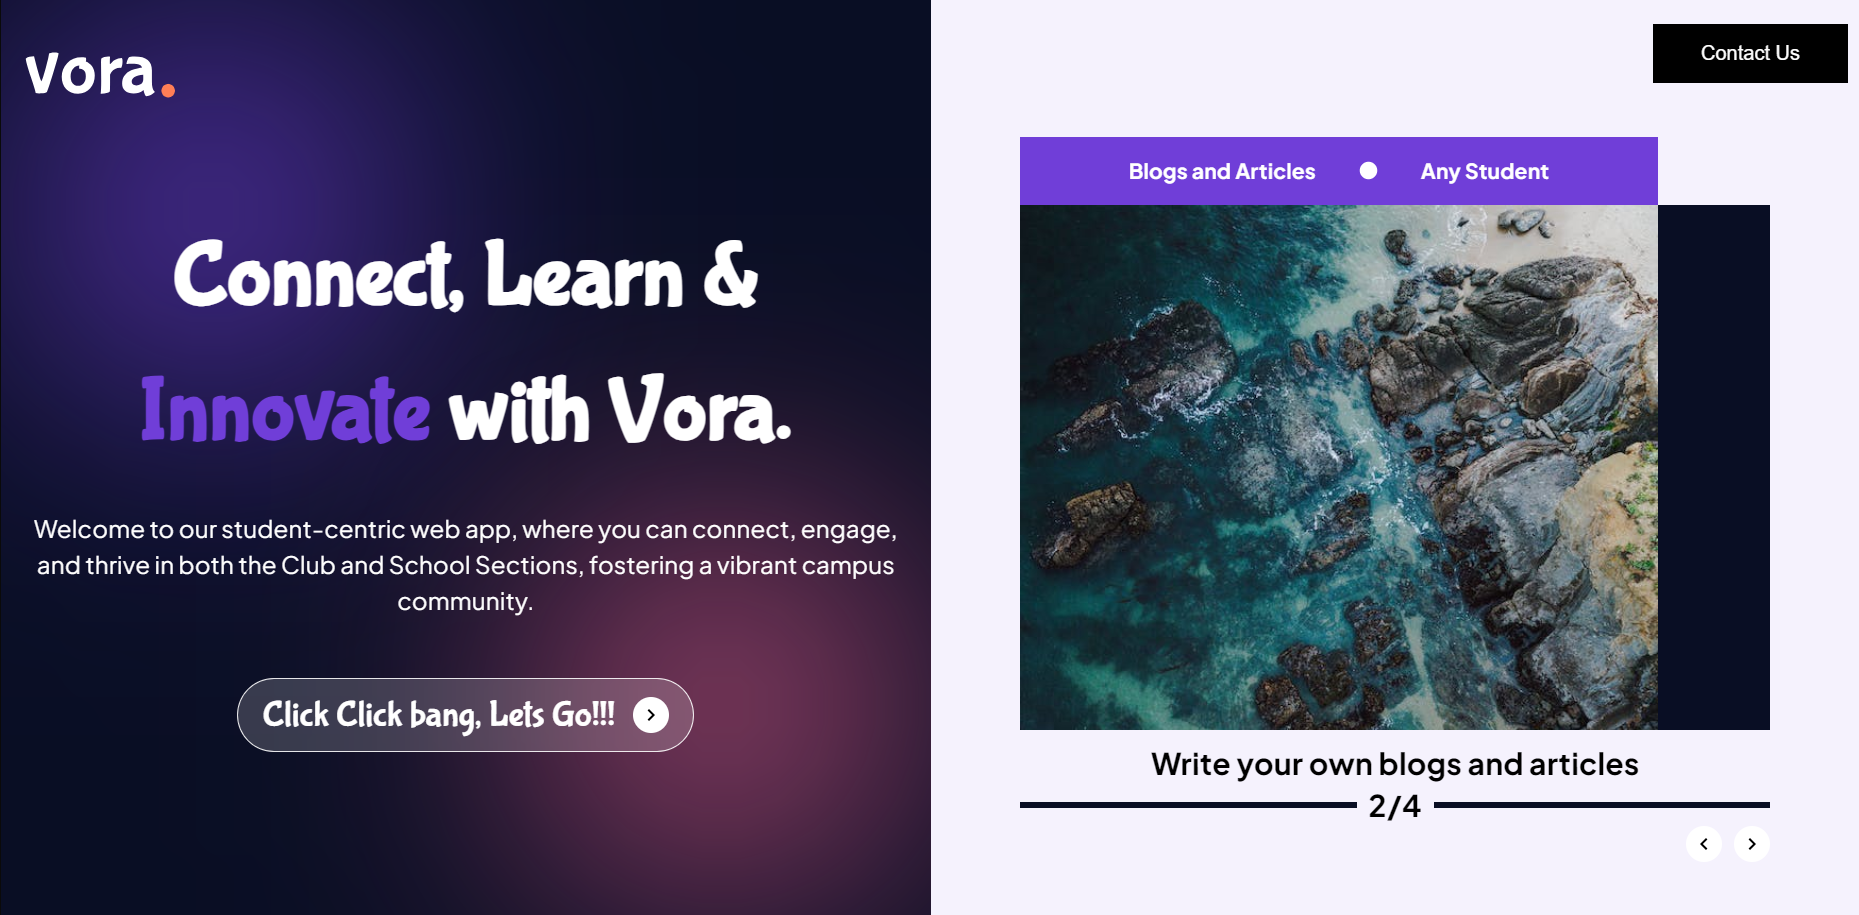 vora.
Connect, Learn &
Innovate with Vora.
Welcome to our student-centric web app, where you can connect, engage,
and thrive in both the Club and School Sections, fostering a vibrant campus
community.
Click Click bang, Lets Go!!!
Contact Us
Blogs and Articles Any Student
Write your own blogs and articles
2/4